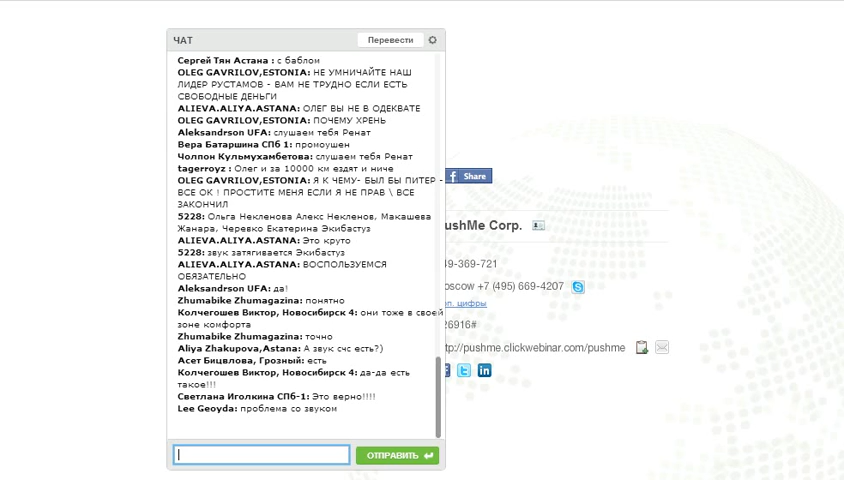 ЧАТ
Перевести
Сергей Тян Астана : с баблом
OLEG GAVRILOV,ESTONIA: НЕ УМНИЧАЙТЕ НАШ
ЛИДЕР РУСТАМОВ - ВАМ НЕ ТРУДНО ЕСЛИ ЕСТЬ
СВОБОДНЫЕ ДЕНЬГИ
ALIEVA.ALIYA.ASTANA: ОЛЕГ ВЫ НЕ В ОДЕКВАТЕ
OLEG GAVRILOV,ESTONIA: ПОЧЕМУ ХРЕНЬ
Aleksandrson UFA: слушаем тебя Ренат
Вера Батаршина СПб 1: промоушен
Чолпон Кульмухамбетова: слушаем тебя Ренат
tagerroyz : Олег и за 10000 км ездят и ниче
OLEG GAVRILOV,ESTONIA: Я К ЧЕМУ- БЫЛ БЫ ПИТЕР -
ВСЕ ОК ! ПРОСТИТЕ МЕНЯ ЕСЛИ Я НЕ ПРАВ \ ВСЕ
ЗАКОНЧИЛ
5228: Ольга Некленова Алекс Некленов, Макашева
Жанара, Черевко Екатерина Экибастуз
ALIEVA.ALIYA.ASTANA: Это круто
5228: звук затягивается Экибастуз
ALIEVA.ALIYA.ASTANA: ВОСПОЛЬЗУЕМСЯ
ОБЯЗАТЕЛЬНО
Aleksandrson UFA: да!
Zhumabike Zhumagazina: понятно
Колчегошев Виктор, Новосибирск 4: они тоже в своей
зоне комфорта
Zhumabike Zhumagazina: точно
Aliya Zhakupova,Astana: А звук счс есть?)
Асет Бицвлова, Грозный: есть
Колчегошев Виктор, Новосибирск 4: да-да есть
такое!!!
Светлана Иголкина СПб-1: Это верно!!!!
Lee Geoyda: проблема со звуком
ОТПРАВИТЬ
Share
ushMe Corp.
49-369-721
oscow +7 (495) 669-4207
оп. цифры
26916#
tp://pushme.clickwebinar.com/pushme